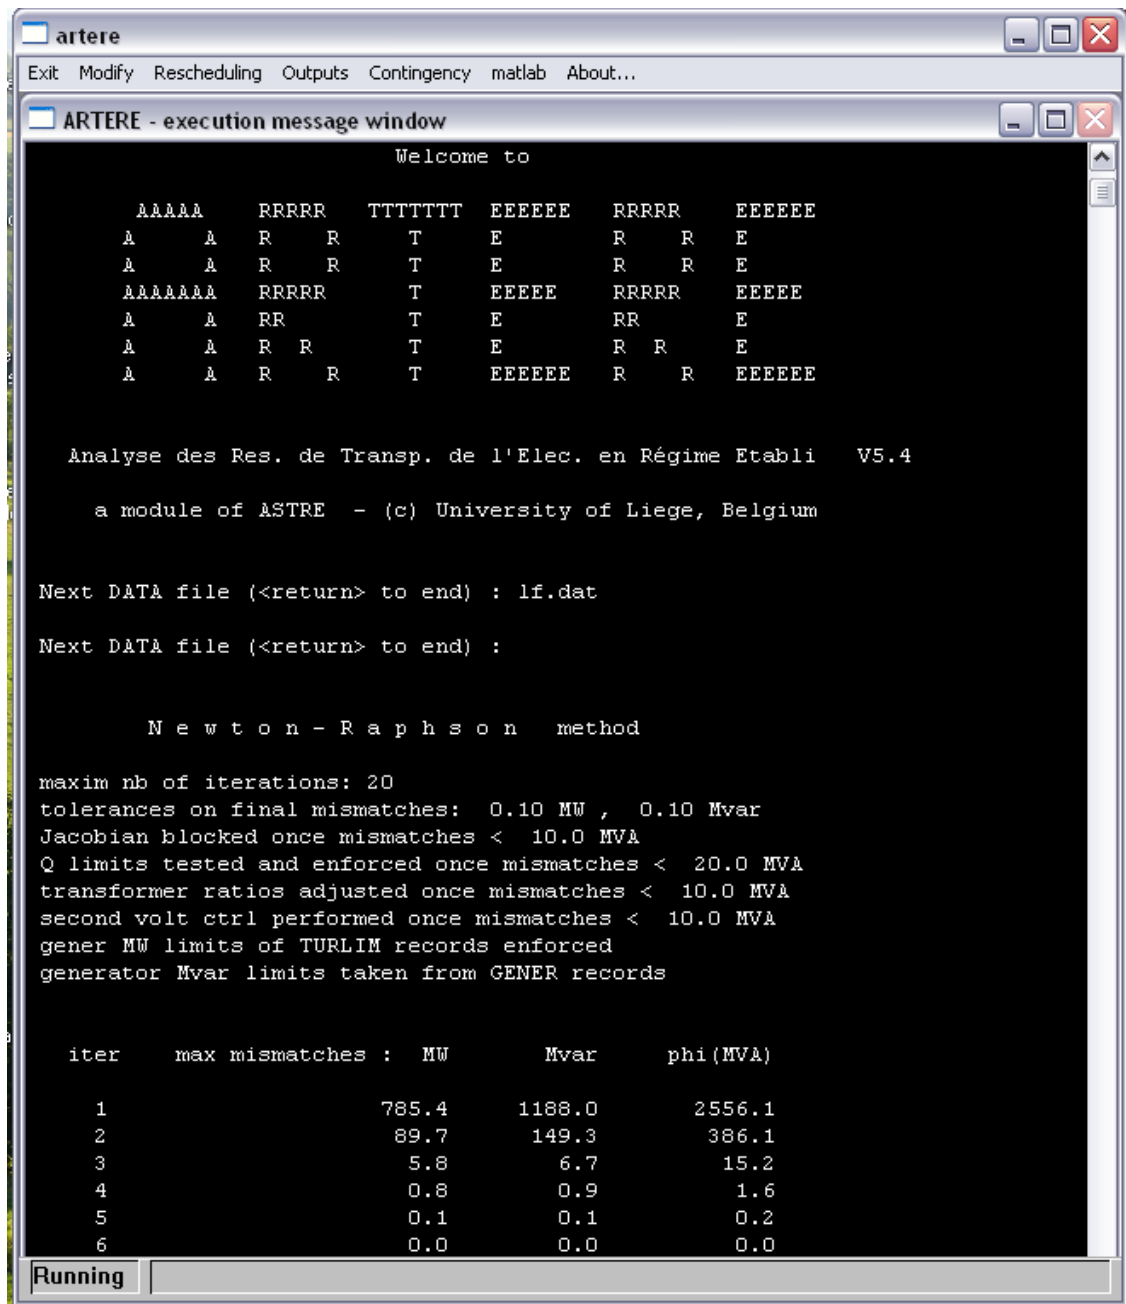 artere
Exit Modify Rescheduling Outputs Contingency matlab About...
ARTERE - execution message window
Welcome to
AAAAA RRRRR TTTTTTT EEEEEE RRRRR EEEEEE
A A R R T E R R E
A A R R T E R R E
AAAAAAA RRRRR T EEEEE RRRRR EEEEE
A A RR T E RR E
A A R R T E R R E
A A R R T EEEEEE R R EEEEEE
Analyse des Res. de Transp. de l'Elec. en Régime Etabli V5.4
a module of ASTRE - (c) University of Liege, Belgium
Next DATA file (<return> to end) : lf.dat
Next DATA file (<return> to end) :
N e w t o n - R a p h s o n method
maxim nb of iterations: 20
tolerances on final mismatches: 0.10 MW , 0.10 Mvar
Jacobian blocked once mismatches < 10.0 MVA
Q limits tested and enforced once mismatches < 20.0 MVA
transformer ratios adjusted once mismatches < 10.0 MVA
second volt ctrl performed once mismatches < 10.0 MVA
gener MW limits of TURLIM records enforced
generator Mvar limits taken from GENER records
iter max mismatches : MW Mvar phi(MVA)
1 785.4 1188.0 2556.1
2 89.7 149.3 386.1
3 5.8 6.7 15.2
4 0.8 0.9 1.6
5 0.1 0.1 0.2
6 0.0 0.0 0.0
Running